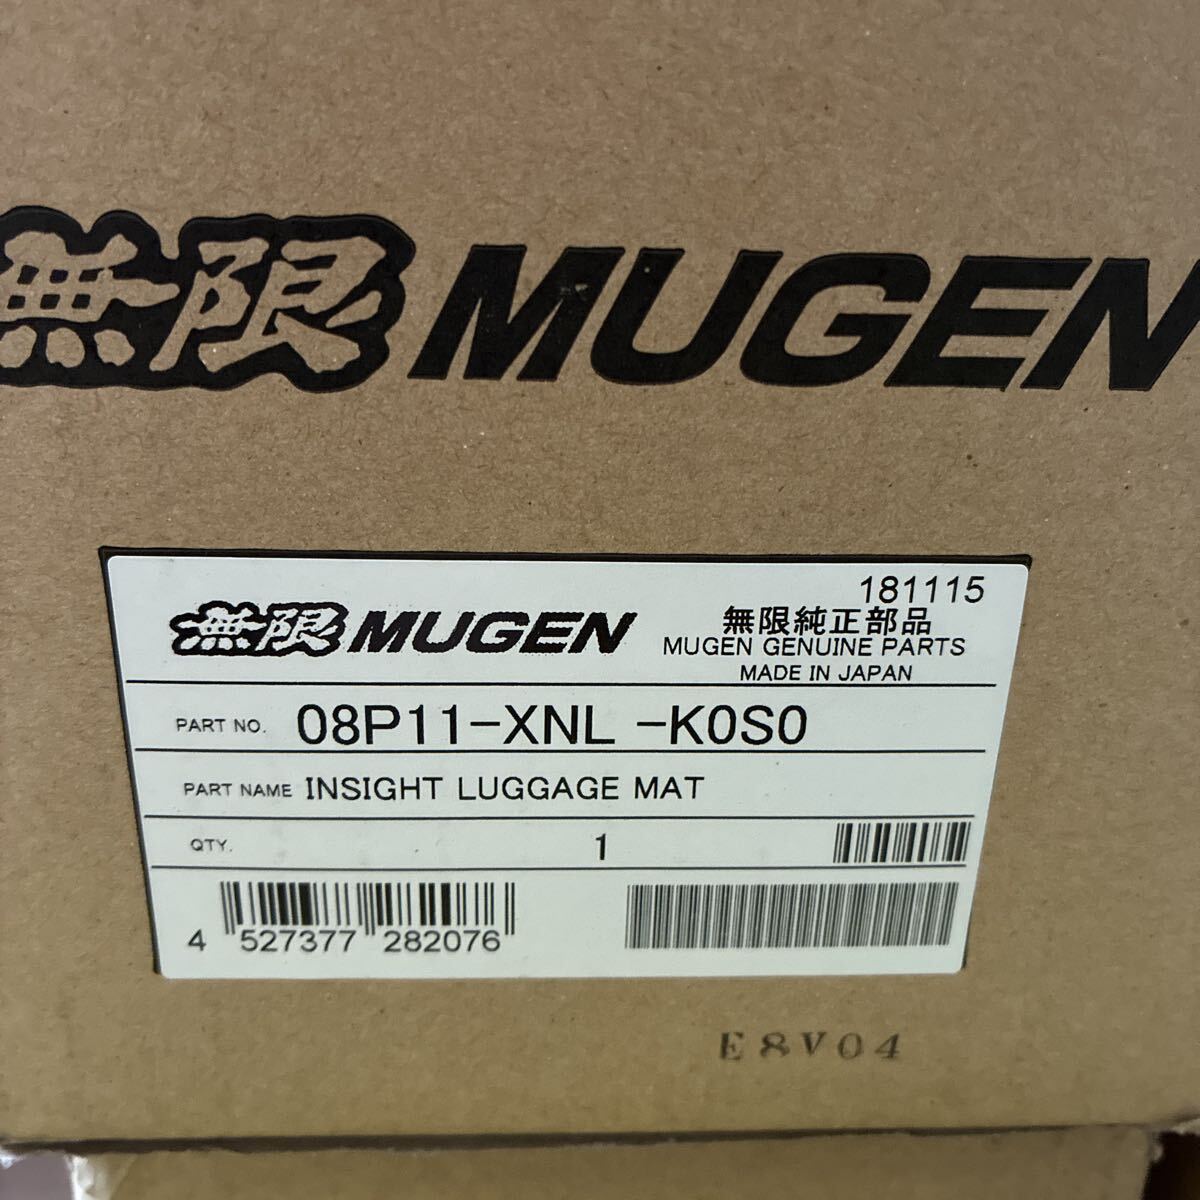 無限 MUGEN
181115
無限 MUGEN
無限純正部品
MUGEN GENUINE PARTS
MADE IN JAPAN
PART NO. 08P11-XNL -K0S0
PART NAME INSIGHT LUGGAGE MAT
QTY. 1
4 527377 282076
E8V04